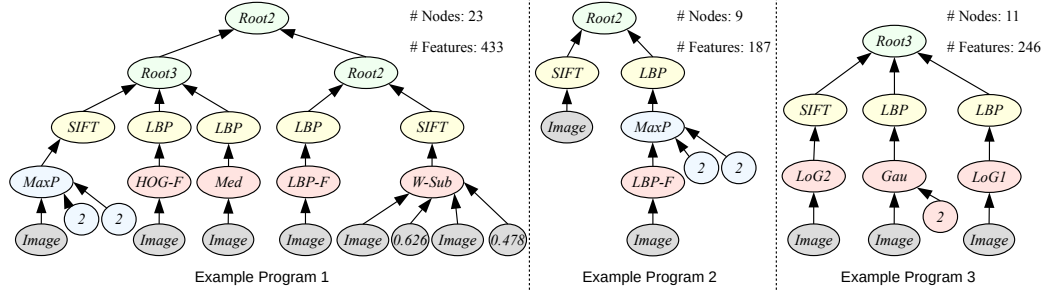 Root2
# Nodes: 23
# Features: 433
Root3
Root2
SIFT
LBP
LBP
LBP
SIFT
MaxP
HOG-F
Med
LBP-F
W-Sub
2
2
Image
Image
Image
Image
Image
0.626
Image
0.478
Example Program 1
Root2
# Nodes: 9
# Features: 187
SIFT
LBP
Image
MaxP
LBP-F
2
2
Image
Example Program 2
# Nodes: 11
# Features: 246
Root3
SIFT
LBP
LBP
LoG2
Gau
LoG1
2
Image
Image
Image
Example Program 3